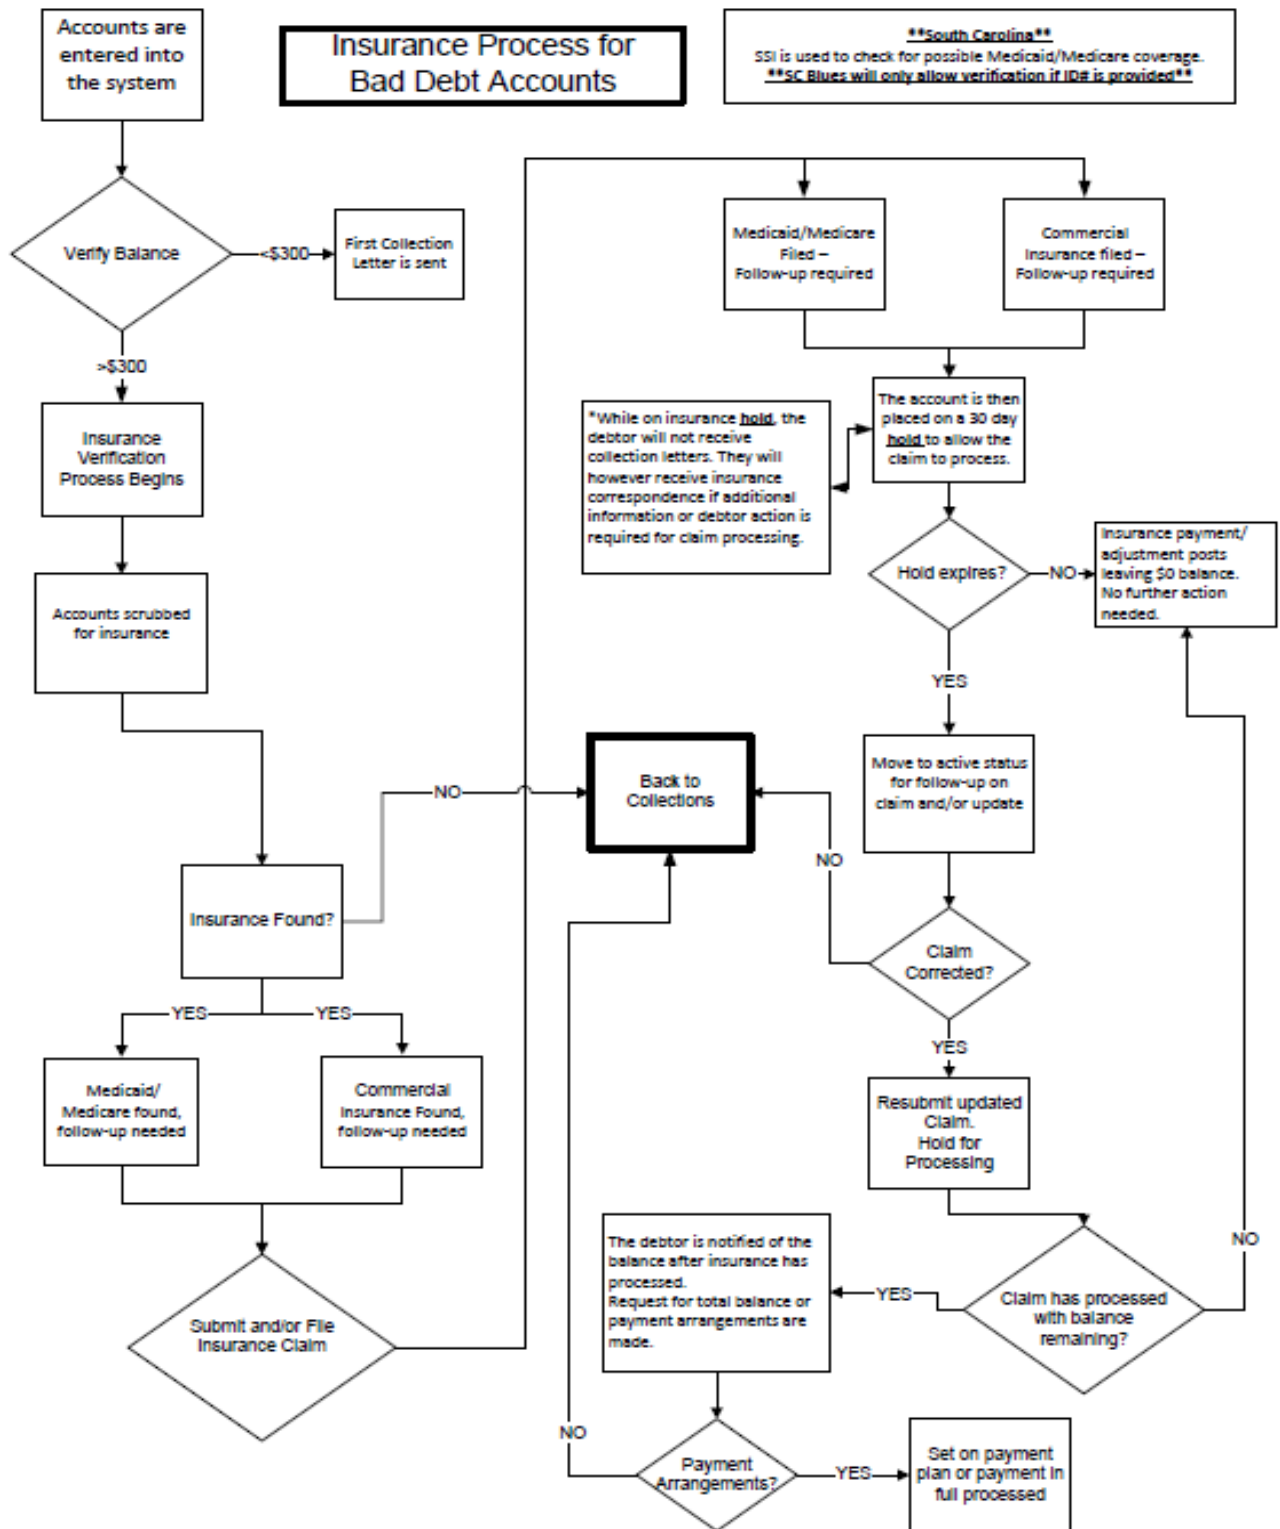 Accounts are
entered into
the system
Insurance Process for
Bad Debt Accounts
**South Carolina**
SSI is used to check for possible Medicaid/Medicare coverage.
**SC Blues will only allow verification if ID# is provided**
Verify Balance
<$300
First Collection
Letter is sent
>$300
Insurance
Verification
Process Begins
Accounts scrubbed
for insurance
Insurance Found?
NO
YES
YES
Medicaid/
Medicare found,
follow-up needed
Commercial
Insurance Found,
follow-up needed
Submit and/or File
Insurance Claim
Medicaid/Medicare
Filed –
Follow-up required
Commercial
Insurance filed –
Follow-up required
The account is then
placed on a 30 day
hold to allow the
claim to process.
*While on insurance hold, the
debtor will not receive
collection letters. They will
however receive insurance
correspondence if additional
information or debtor action is
required for claim processing.
Hold expires?
NO
Insurance payment/
adjustment posts
leaving $0 balance.
No further action
needed.
YES
Move to active status
for follow-up on
claim and/or update
Back to
Collections
NO
Claim
Corrected?
YES
Resubmit updated
Claim.
Hold for
Processing
Claim has processed
with balance
remaining?
NO
YES
The debtor is notified of the
balance after insurance has
processed.
Request for total balance or
payment arrangements are
made.
Payment
Arrangements?
NO
YES
Set on payment
plan or payment in
full processed